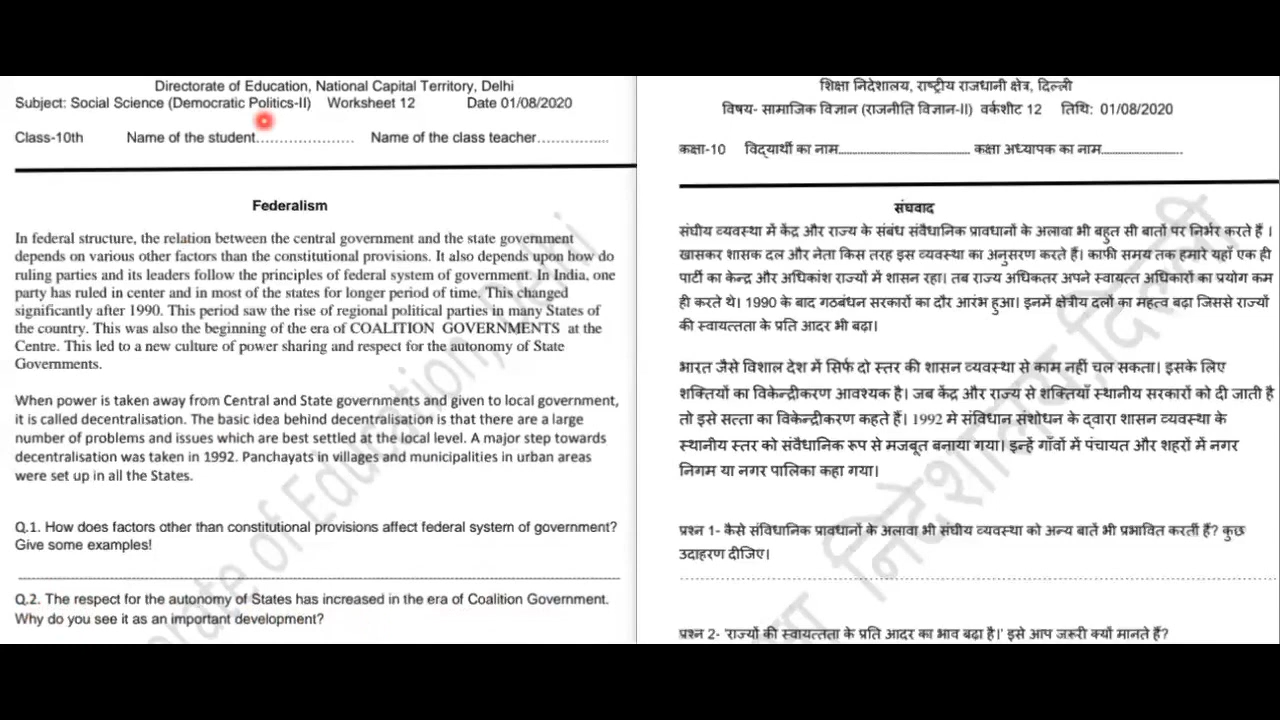 Directorate of Education, National Capital Territory, Delhi
Subject: Social Science (Democratic Politics-II) Worksheet 12 Date 01/08/2020
Class-10th Name of the student..................... Name of the class teacher...............
Federalism
In federal structure, the relation between the central government and the state government
depends on various other factors than the constitutional provisions. It also depends upon how do
ruling parties and its leaders follow the principles of federal system of government. In India, one
party has ruled in center and in most of the states for longer period of time. This changed
significantly after 1990. This period saw the rise of regional political parties in many States of
the country. This was also the beginning of the era of COALITION GOVERNMENTS at the
Centre. This led to a new culture of power sharing and respect for the autonomy of State
Governments.
When power is taken away from Central and State governments and given to local government,
it is called decentralisation. The basic idea behind decentralisation is that there are a large
number of problems and issues which are best settled at the local level. A major step towards
decentralisation was taken in 1992. Panchayats in villages and municipalities in urban areas
were set up in all the States.
Q.1. How does factors other than constitutional provisions affect federal system of government?
Give some examples!
Q.2. The respect for the autonomy of States has increased in the era of Coalition Government.
Why do you see it as an important development?
orate of Education, Delhi
शिक्षा निदेशालय, राष्ट्रीय राजधानी क्षेत्र, दिल्ली
विषय- सामाजिक विज्ञान (राजनीति विज्ञान-II) वर्कशीट 12 तिथि: 01/08/2020
कक्षा-10 विद्यार्थी का नाम................................ कक्षा अध्यापक का नाम....................
संघवाद
संघीय व्यवस्था में केंद्र और राज्य के संबंध संवैधानिक प्रावधानों के अलावा भी बहुत सी बातों पर निर्भर करते हैं ।
खासकर शासक दल और नेता किस तरह इस व्यवस्था का अनुसरण करते हैं। काफी समय तक हमारे यहाँ एक ही
पार्टी का केन्द्र और अधिकांश राज्यों में शासन रहा। तब राज्य अधिकतर अपने स्वायत्त अधिकारों का प्रयोग कम
ही करते थे। 1990 के बाद गठबंधन सरकारों का दौर आरंभ हुआ। इनमें क्षेत्रीय दलों का महत्व बढ़ा जिससे राज्यों
की स्वायत्तता के प्रति आदर भी बढ़ा।
भारत जैसे विशाल देश में सिर्फ दो स्तर की शासन व्यवस्था से काम नहीं चल सकता। इसके लिए
शक्तियों का विकेन्द्रीकरण आवश्यक है। जब केंद्र और राज्य से शक्तियाँ स्थानीय सरकारों को दी जाती है
तो इसे सत्ता का विकेन्द्रीकरण कहते हैं। 1992 मे संविधान संशोधन के द्वारा शासन व्यवस्था के
स्थानीय स्तर को संवैधानिक रूप से मजबूत बनाया गया। इन्हें गाँवों में पंचायत और शहरों में नगर
निगम या नगर पालिका कहा गया।
प्रश्न 1- कैसे संविधानिक प्रावधानों के अलावा भी संघीय व्यवस्था को अन्य बातें भी प्रभावित करतीं हैं? कुछ
उदाहरण दीजिए।
प्रश्न 2- 'राज्यों की स्वायत्तता के प्रति आदर का भाव बढ़ा है।' इसे आप जरूरी क्यों मानते हैं?
निदेशालय, दिल्ली